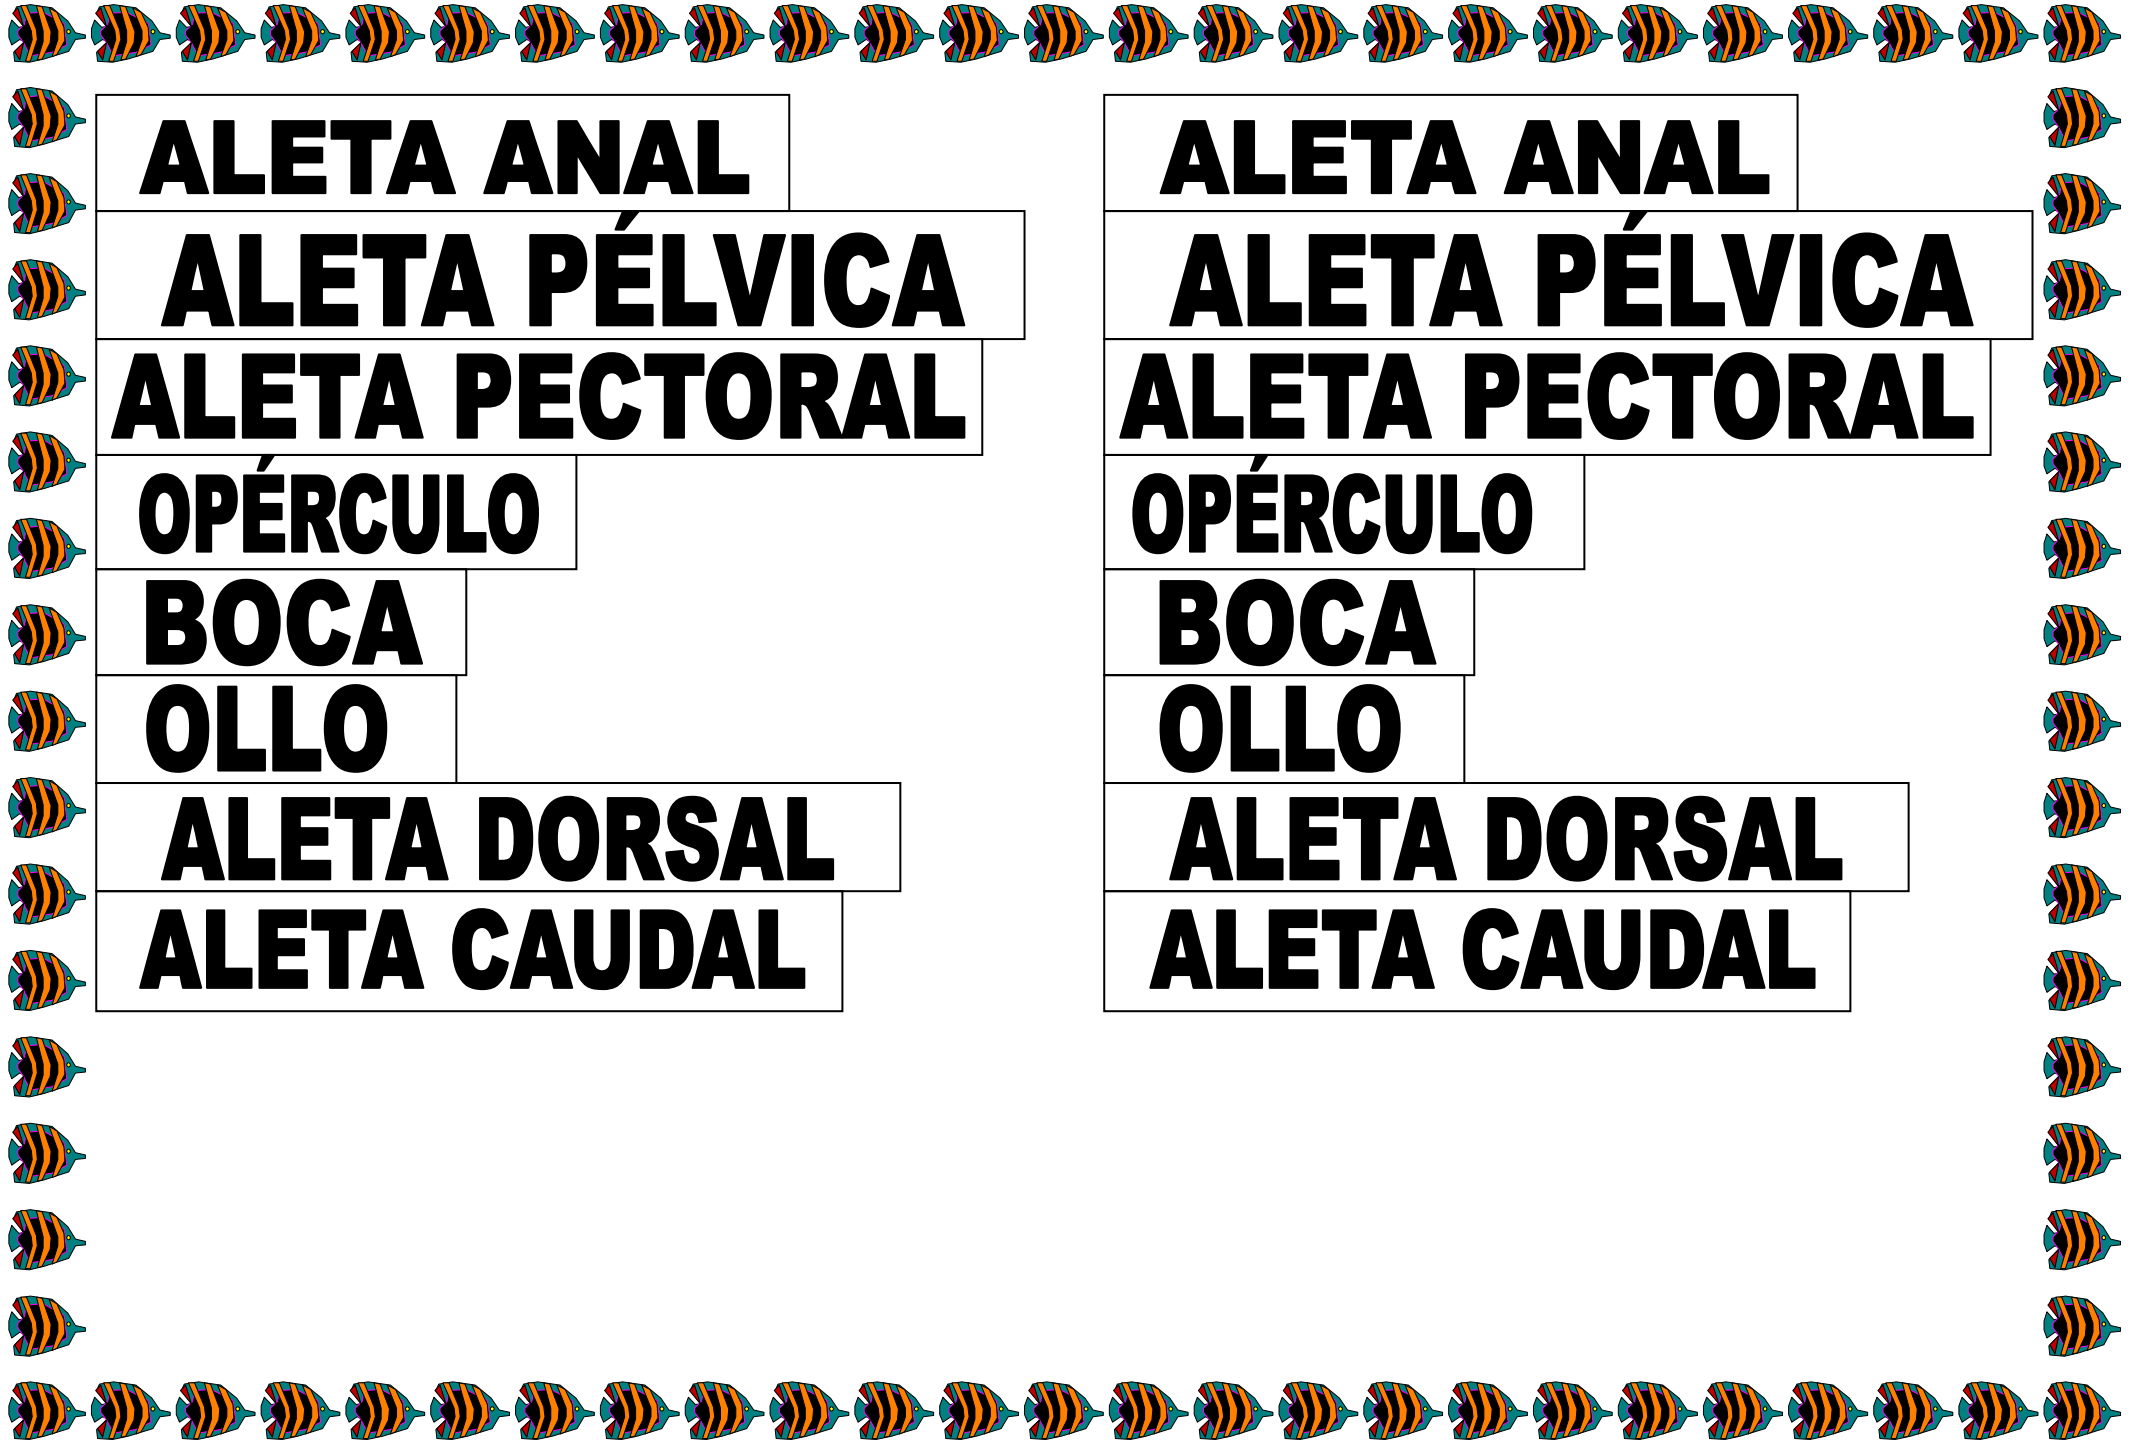 ALETA ANAL
ALETA PÉLVICA
ALETA PECTORAL
OPÉRCULO
BOCA
OLLO
ALETA DORSAL
ALETA CAUDAL
ALETA ANAL
ALETA PÉLVICA
ALETA PECTORAL
OPÉRCULO
BOCA
OLLO
ALETA DORSAL
ALETA CAUDAL